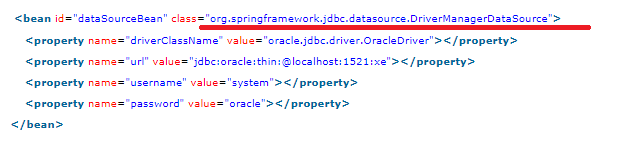 <bean id="dataSourceBean" class="org.springframework.jdbc.datasource.DriverManagerDataSource">
<property name="driverClassName" value="oracle.jdbc.driver.OracleDriver"></property>
<property name="url" value="jdbc:oracle:thin:@localhost:1521:xe"></property>
<property name="username" value="system"></property>
<property name="password" value="oracle"></property>
</bean>